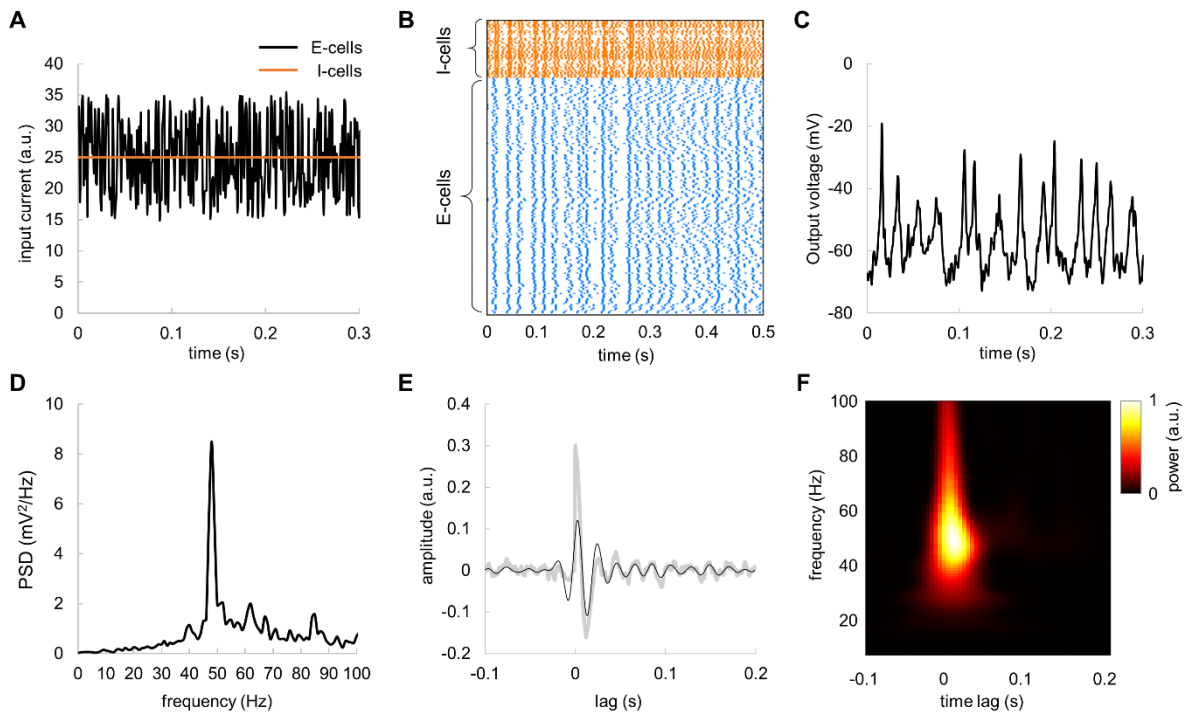 A
E-cells
I-cells
input current (a.u.)
40
35
30
25
20
15
10
5
0
0
0.1
0.2
0.3
time (s)
B
I-cells
E-cells
0
0.1
0.2
0.3
0.4
0.5
time (s)
C
Output voltage (mV)
0
-20
-40
-60
-80
0
0.1
0.2
0.3
time (s)
D
PSD (mV²/Hz)
10
8
6
4
2
0
0 10 20 30 40 50 60 70 80 90 100
frequency (Hz)
E
amplitude (a.u.)
0.4
0.3
0.2
0.1
0
-0.1
-0.2
-0.1
0
0.1
0.2
lag (s)
F
frequency (Hz)
100
80
60
40
20
-0.1
0
0.1
0.2
time lag (s)
1
0
power (a.u.)